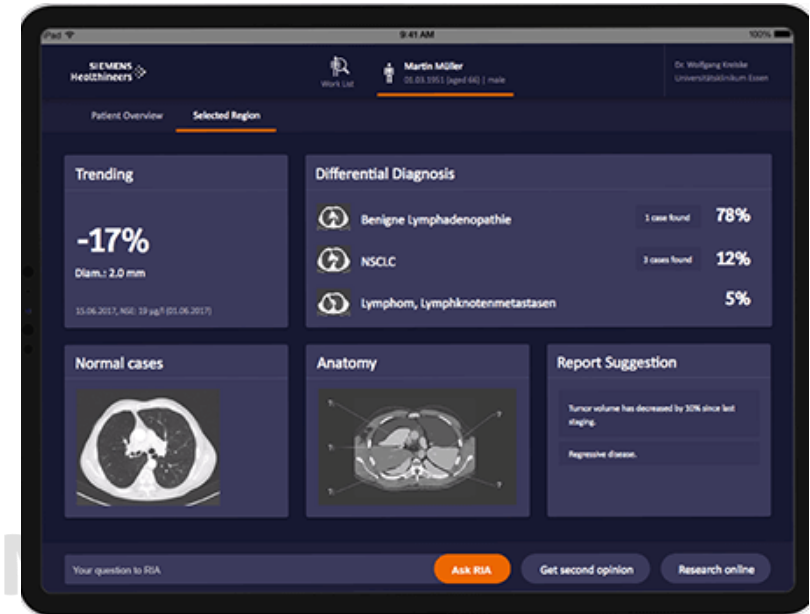 iPad
9:41 AM
100%
SIEMENS
Healthineers
Work List
Martin Müller
01.03.1951 (aged 66) | male
Dr. Wolfgang Kreiske
Universitätsklinikum Essen
Patient Overview
Selected Region
Trending
-17%
Diam.: 2.0 mm
15.06.2017, NSE: 19 µg/l (01.06.2017)
Differential Diagnosis
Benigne Lymphadenopathie
1 case found
78%
NSCLC
3 cases found
12%
Lymphom, Lymphknotenmetastasen
5%
Normal cases
Anatomy
?
?
?
?
?
?
Report Suggestion
Tumor volume has decreased by 10% since last
staging.
Regressive disease.
Your question to RIA
Ask RIA
Get second opinion
Research online